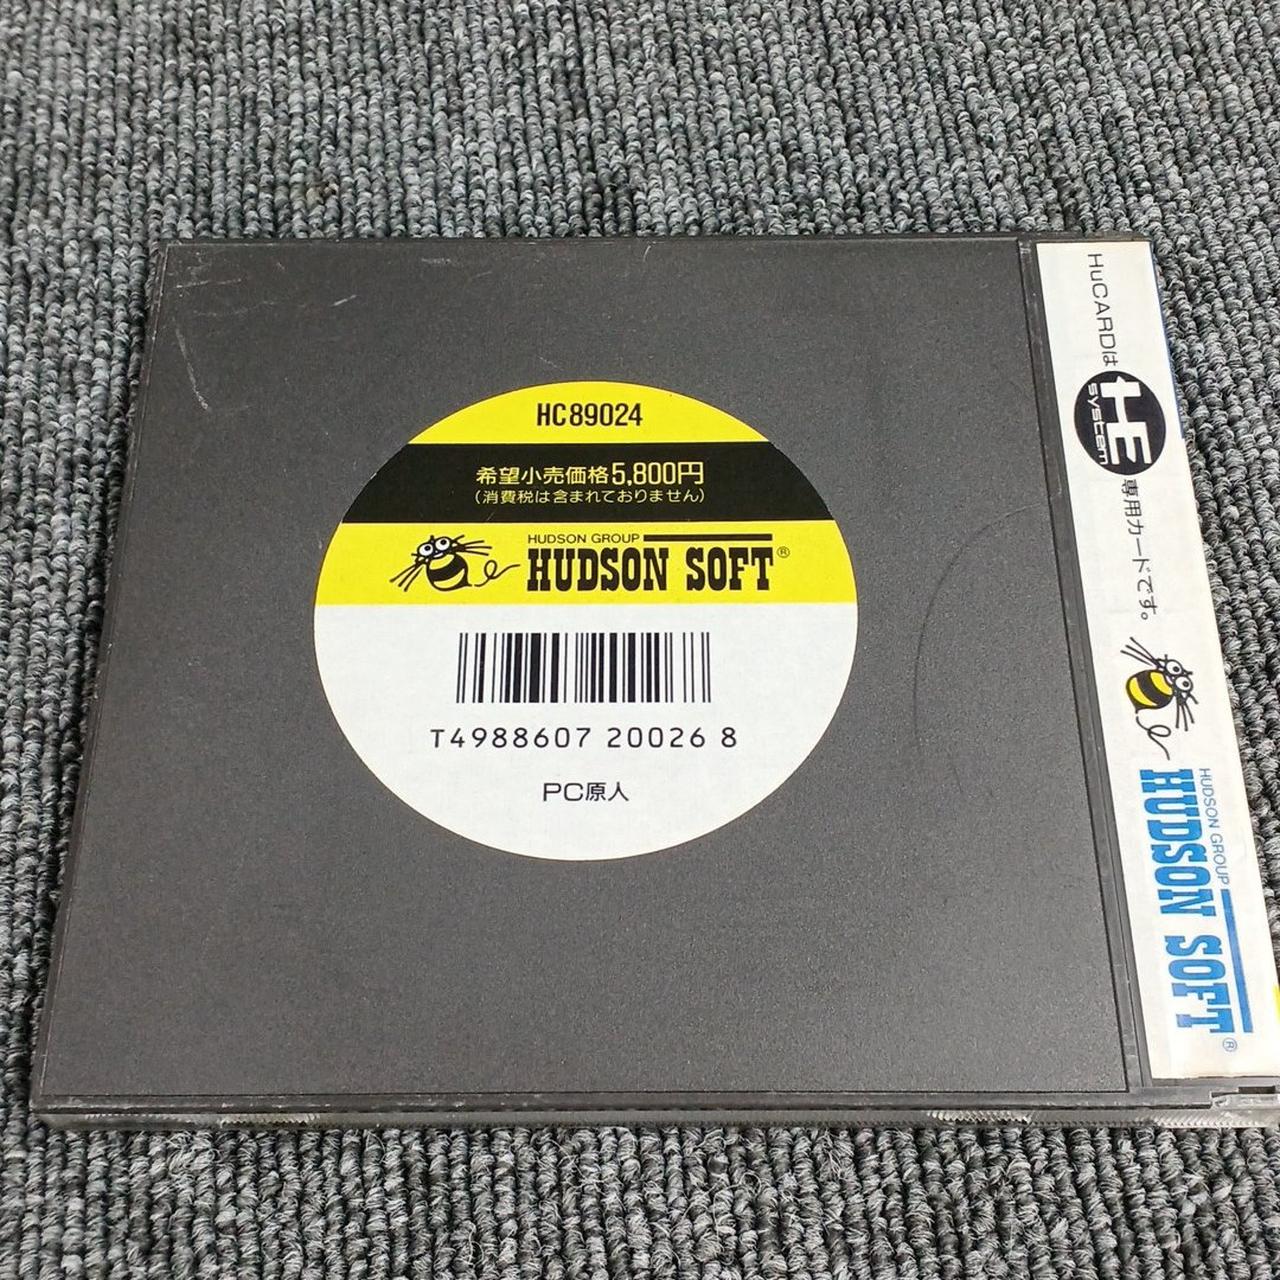 HC89024
希望小売価格5,800円
（消費税は含まれておりません）
HUDSON GROUP
HUDSON SOFT®
T4988607 20026 8
PC原人
HuCARDは HE system 専用カードです。
HUDSON GROUP
HUDSON SOFT®